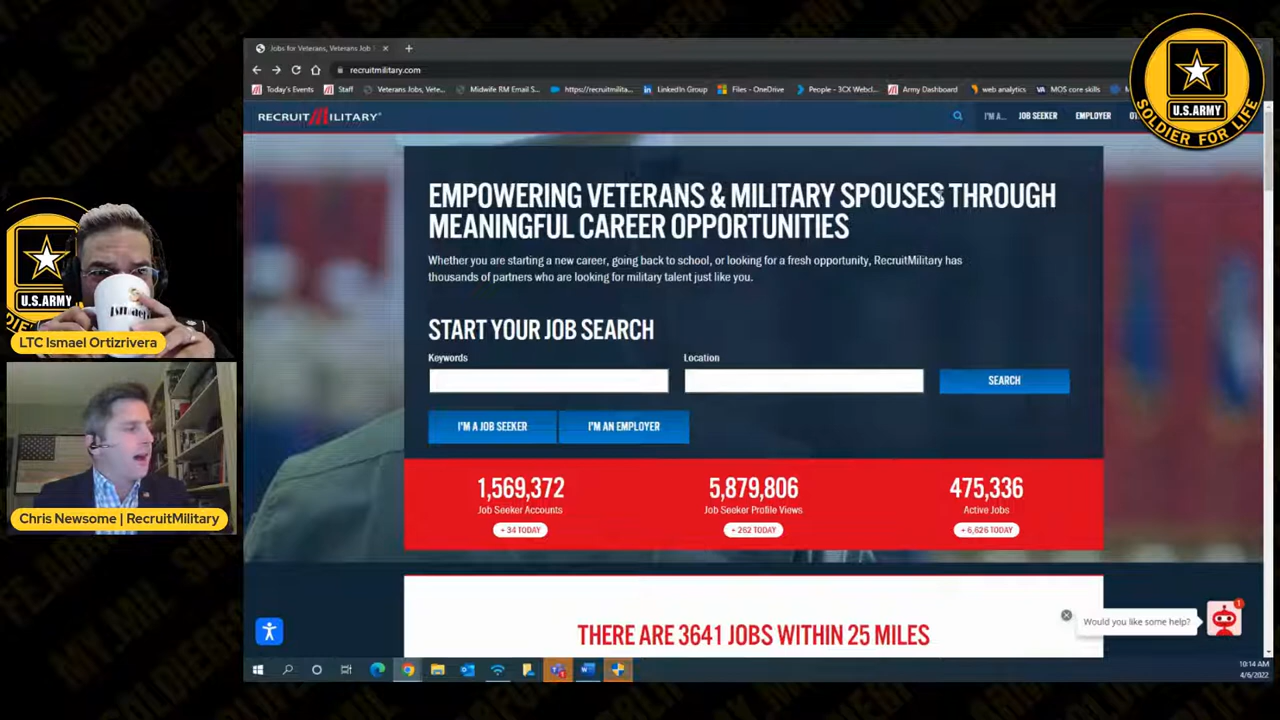 Jobs for Veterans, Veterans Job
recruitmilitary.com
Today's Events
Staff
Veterans Jobs, Vete...
Midwife RM Email S...
https://recruitmilita...
LinkedIn Group
Files - OneDrive
People - 3CX Webcl...
Army Dashboard
web analytics
VA MOS core skills
RECRUITMILITARY
I'M A...
JOB SEEKER
EMPLOYER
U.S.ARMY
SOLDIER FOR LIFE
EMPOWERING VETERANS & MILITARY SPOUSES THROUGH
MEANINGFUL CAREER OPPORTUNITIES
Whether you are starting a new career, going back to school, or looking for a fresh opportunity, RecruitMilitary has
thousands of partners who are looking for military talent just like you.
START YOUR JOB SEARCH
Keywords
Location
SEARCH
I'M A JOB SEEKER
I'M AN EMPLOYER
1,569,372
Job Seeker Accounts
+ 34 TODAY
5,879,806
Job Seeker Profile Views
+ 262 TODAY
475,336
Active Jobs
+ 6,626 TODAY
THERE ARE 3641 JOBS WITHIN 25 MILES
Would you like some help?
1
10:14 AM
4/6/2022
U.S.ARMY
LTC Ismael Ortizrivera
Chris Newsome | RecruitMilitary